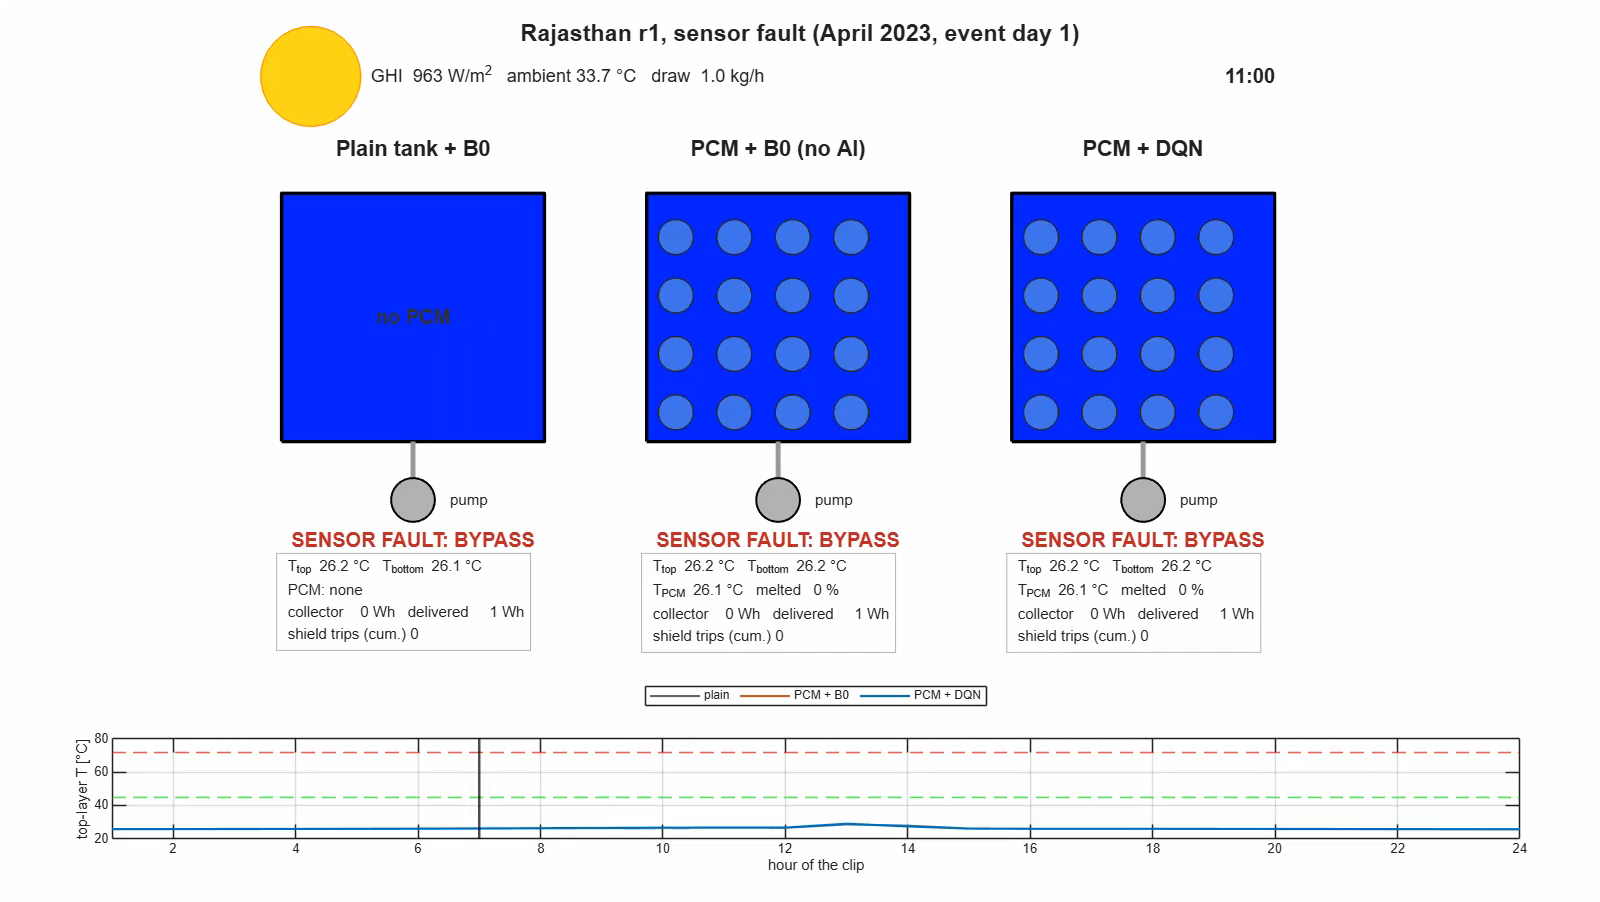 Rajasthan r1, sensor fault (April 2023, event day 1)
GHI 963 W/m² ambient 33.7 °C draw 1.0 kg/h
11:00
Plain tank + B0
PCM + B0 (no AI)
PCM + DQN
no PCM
pump
pump
pump
SENSOR FAULT: BYPASS
Ttop 26.2 °C Tbottom 26.1 °C
PCM: none
collector 0 Wh delivered 1 Wh
shield trips (cum.) 0
SENSOR FAULT: BYPASS
Ttop 26.2 °C Tbottom 26.2 °C
TPCM 26.1 °C melted 0 %
collector 0 Wh delivered 1 Wh
shield trips (cum.) 0
SENSOR FAULT: BYPASS
Ttop 26.2 °C Tbottom 26.2 °C
TPCM 26.1 °C melted 0 %
collector 0 Wh delivered 1 Wh
shield trips (cum.) 0
plain PCM + B0 PCM + DQN
top-layer T [°C]
80
60
40
20
2 4 6 8 10 12 14 16 18 20 22 24
hour of the clip